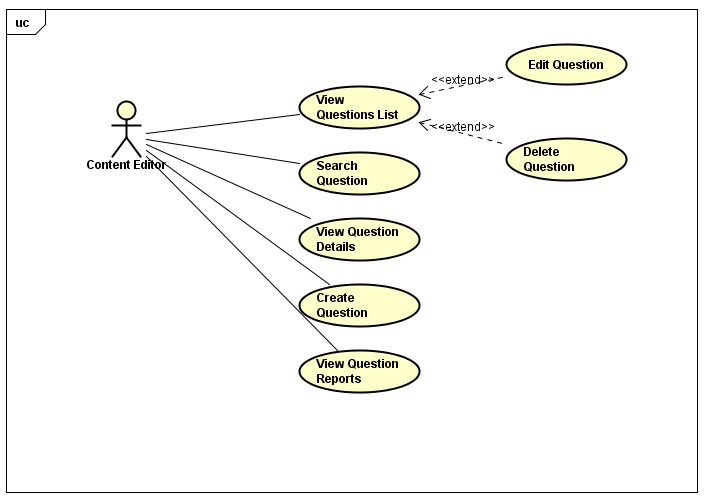 uc
Content Editor
View
Questions List
<<extend>>
Edit Question
<<extend>>
Delete
Question
Search
Question
View Question
Details
Create
Question
View Question
Reports